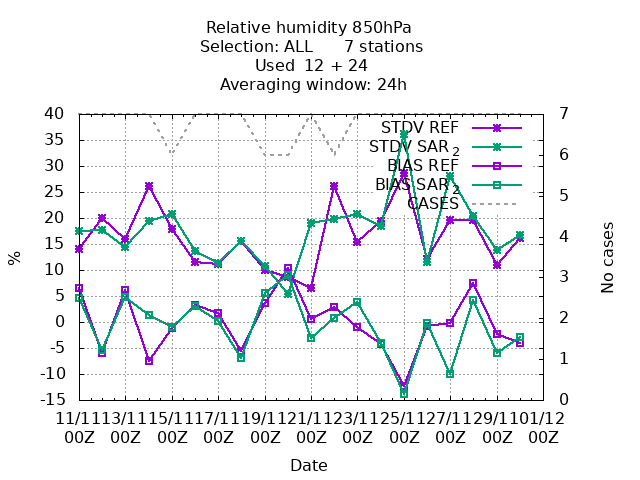 Relative humidity 850hPa
Selection: ALL 7 stations
Used 12 + 24
Averaging window: 24h
40 7
STDV REF
35
STDV SAR 2
30 6
BIAS REF
25 5
BIAS SAR 2
CASES
20
15 4
10 3
5
0 2
-5
1
-10
-15 0
%
No cases
11/11 13/11 15/11 17/11 19/11 21/11 23/11 25/11 27/11 29/11 01/12
00Z 00Z 00Z 00Z 00Z 00Z 00Z 00Z 00Z 00Z 00Z
Date